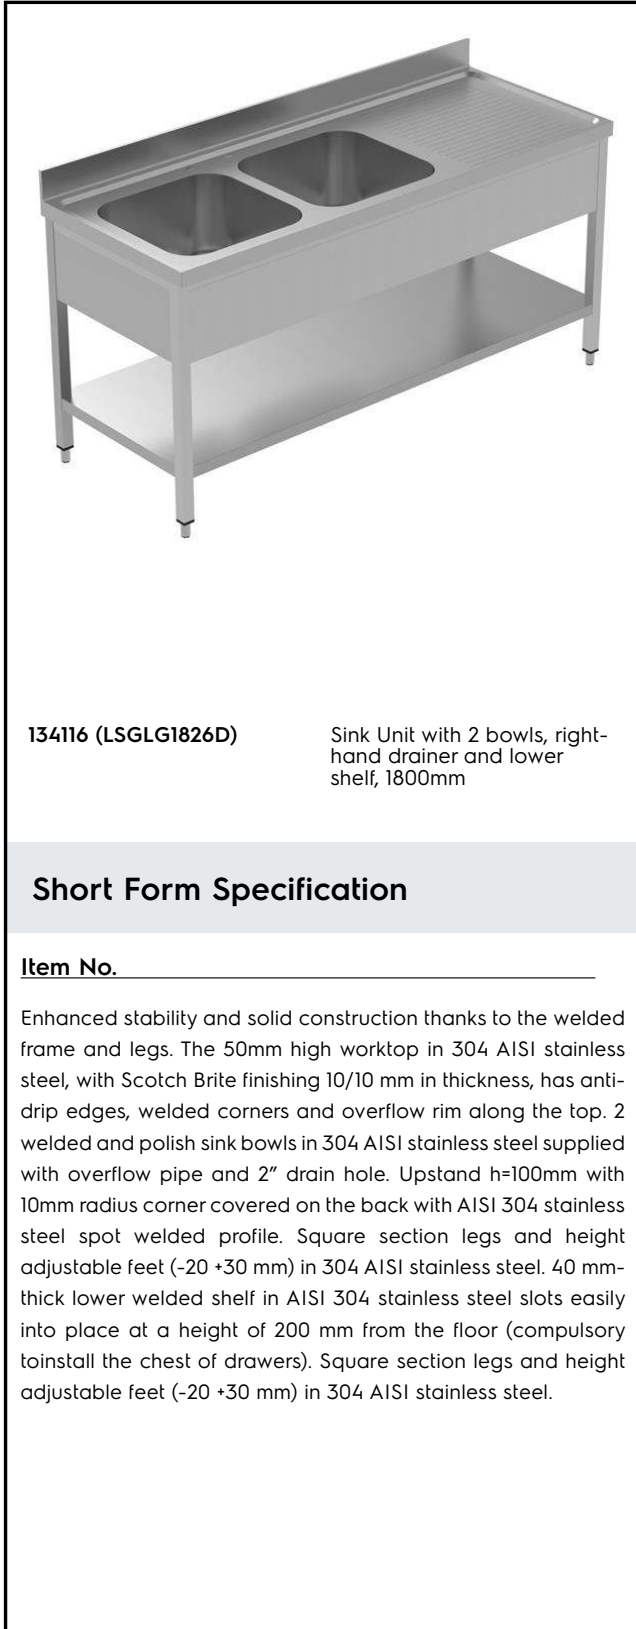 134116 (LSGLG1826D)
Sink Unit with 2 bowls, right-
hand drainer and lower
shelf, 1800mm
Short Form Specification
Item No.
Enhanced stability and solid construction thanks to the welded
frame and legs. The 50mm high worktop in 304 AISI stainless
steel, with Scotch Brite finishing 10/10 mm in thickness, has anti-
drip edges, welded corners and overflow rim along the top. 2
welded and polish sink bowls in 304 AISI stainless steel supplied
with overflow pipe and 2" drain hole. Upstand h=100mm with
10mm radius corner covered on the back with AISI 304 stainless
steel spot welded profile. Square section legs and height
adjustable feet (-20 +30 mm) in 304 AISI stainless steel. 40 mm-
thick lower welded shelf in AISI 304 stainless steel slots easily
into place at a height of 200 mm from the floor (compulsory
toinstall the chest of drawers). Square section legs and height
adjustable feet (-20 +30 mm) in 304 AISI stainless steel.